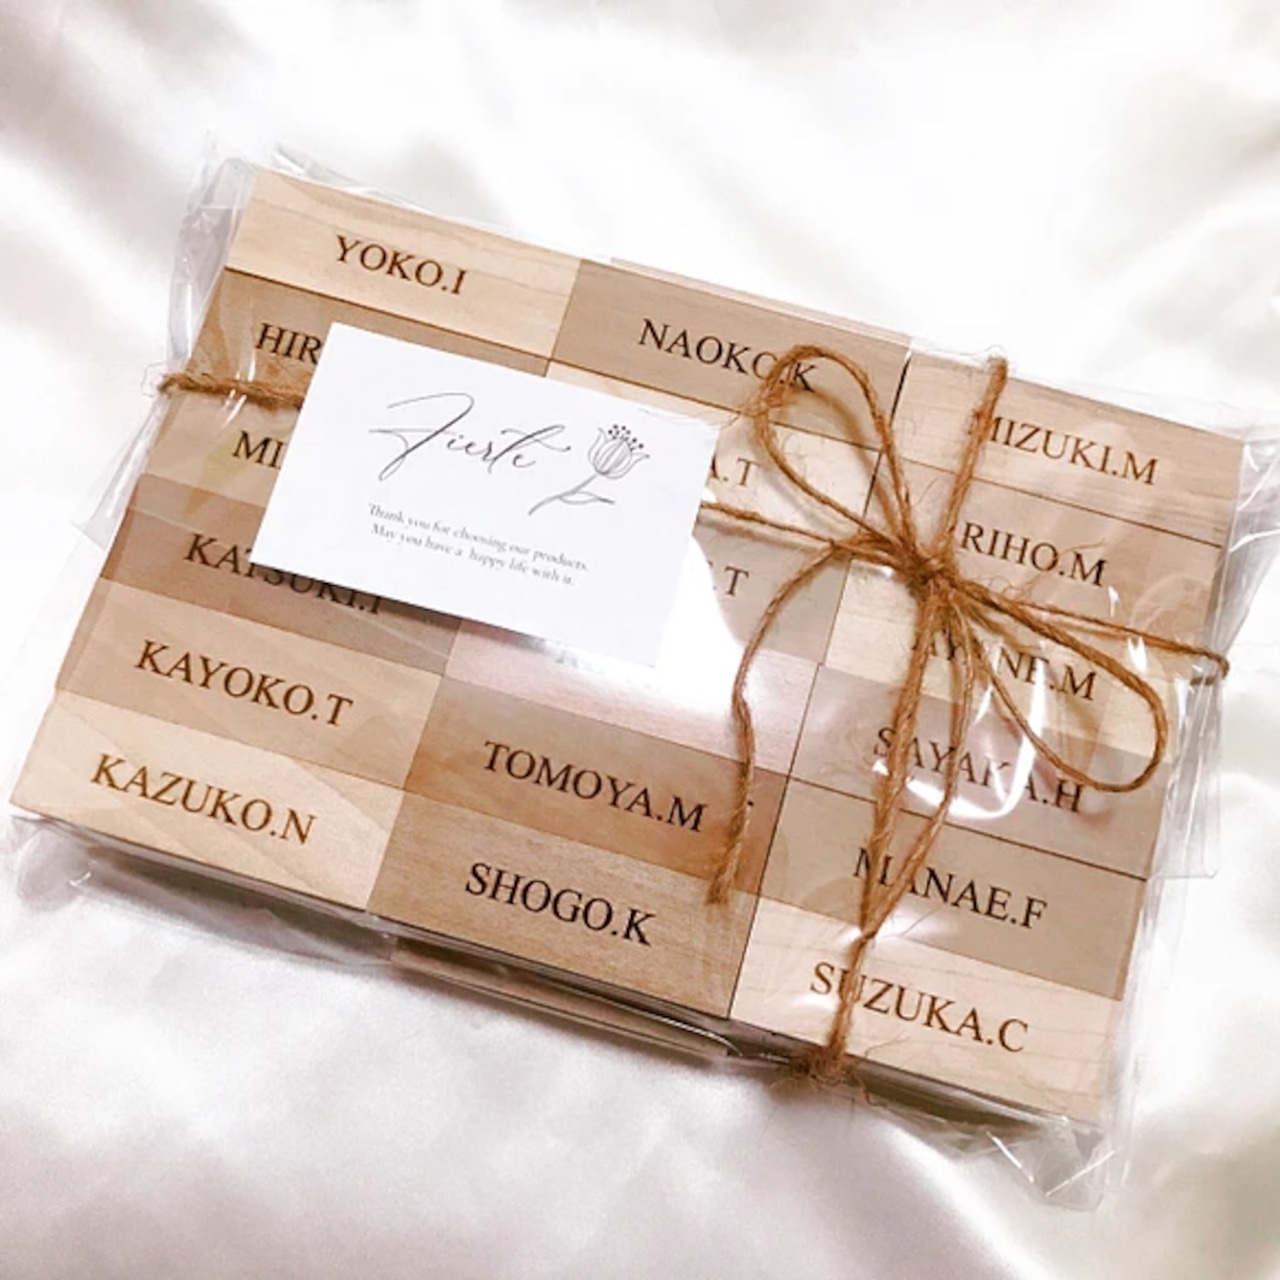 YOKO.I
NAOKO.K
MIZUKI.M
RIHO.M
KATSUKI.T
KAYOKO.T
TOMOYA.M
SAYAKA.H
KAZUKO.N
SHOGO.K
MANAE.F
SUZUKA.C
Fierte
Thank you for choosing our products.
May you have a happy life with it.